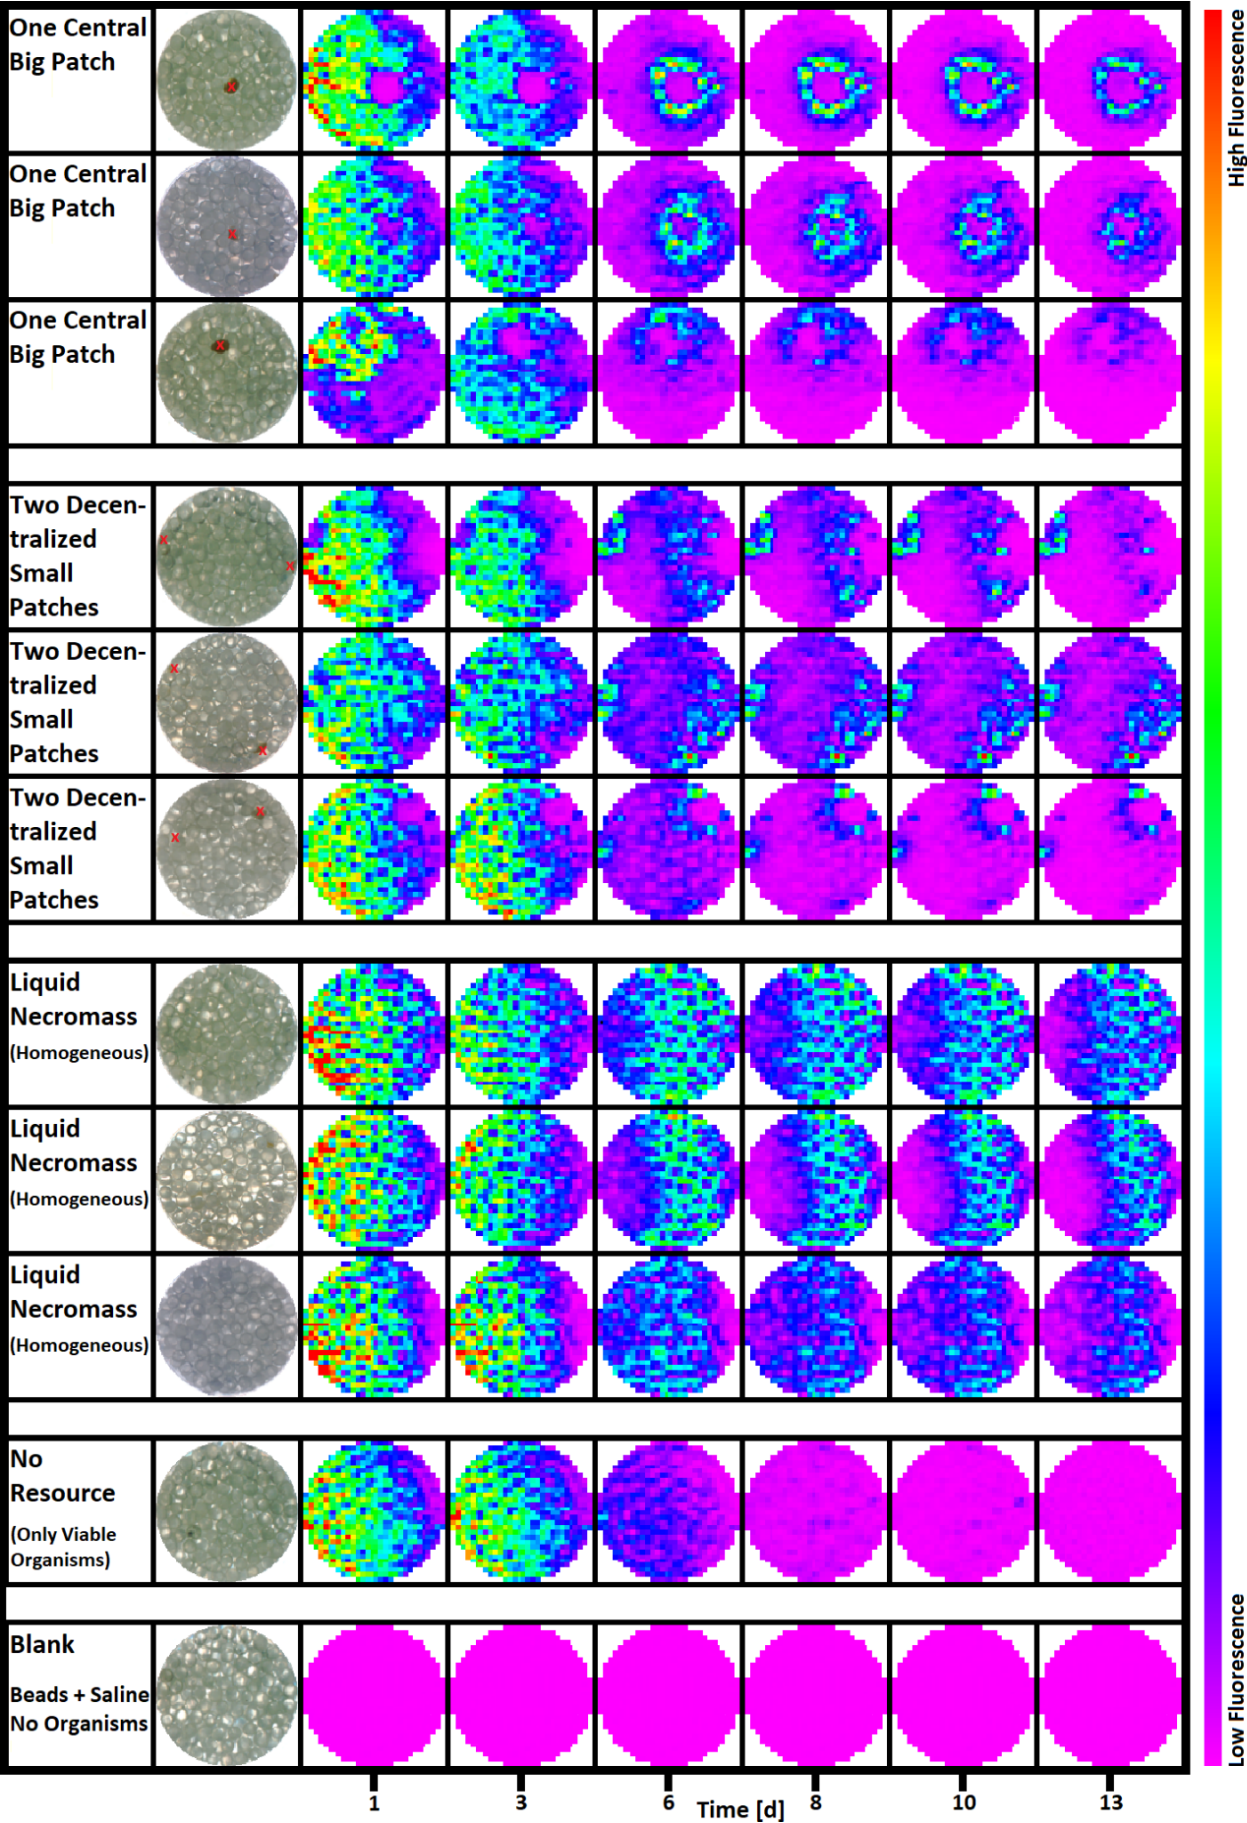 One Central
Big Patch
x
One Central
Big Patch
x
One Central
Big Patch
x
Two Decen-
tralized
Small
Patches
x
x
Two Decen-
tralized
Small
Patches
x
x
Two Decen-
tralized
Small
Patches
x
x
Liquid
Necromass
(Homogeneous)
Liquid
Necromass
(Homogeneous)
Liquid
Necromass
(Homogeneous)
No
Resource
(Only Viable
Organisms)
Blank
Beads + Saline
No Organisms
1
3
6
8
10
13
Time [d]
High Fluorescence
Low Fluorescence